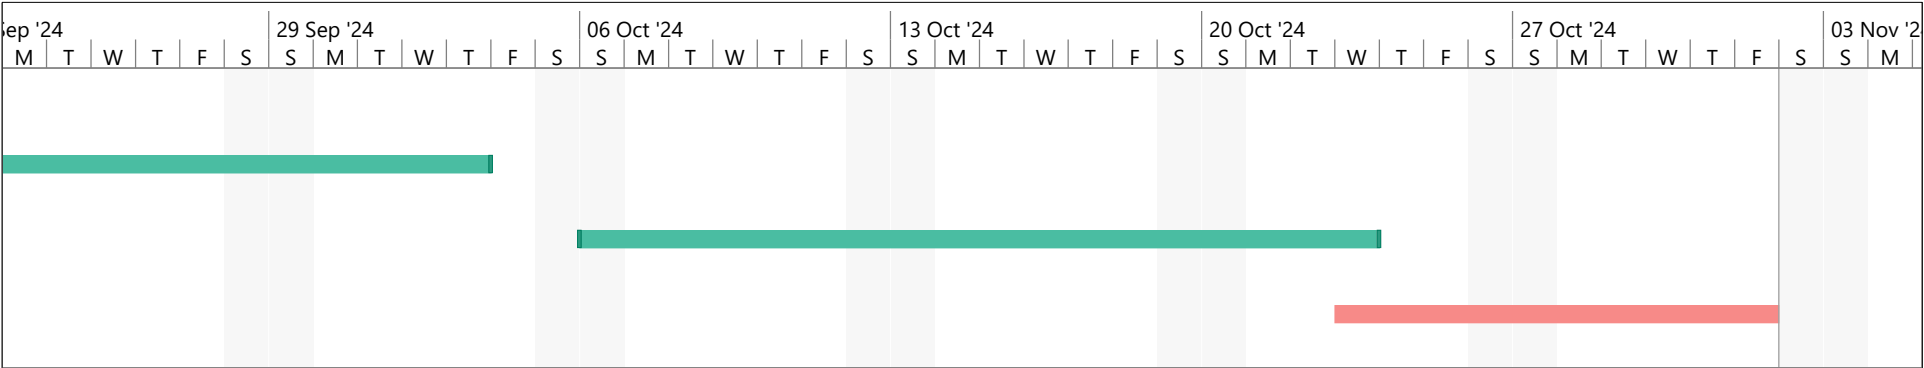 Sep '24 29 Sep '24 06 Oct '24 13 Oct '24 20 Oct '24 27 Oct '24 03 Nov '2
M T W T F S S M T W T F S S M T W T F S S M T W T F S S M T W T F S S M T W T F S S M